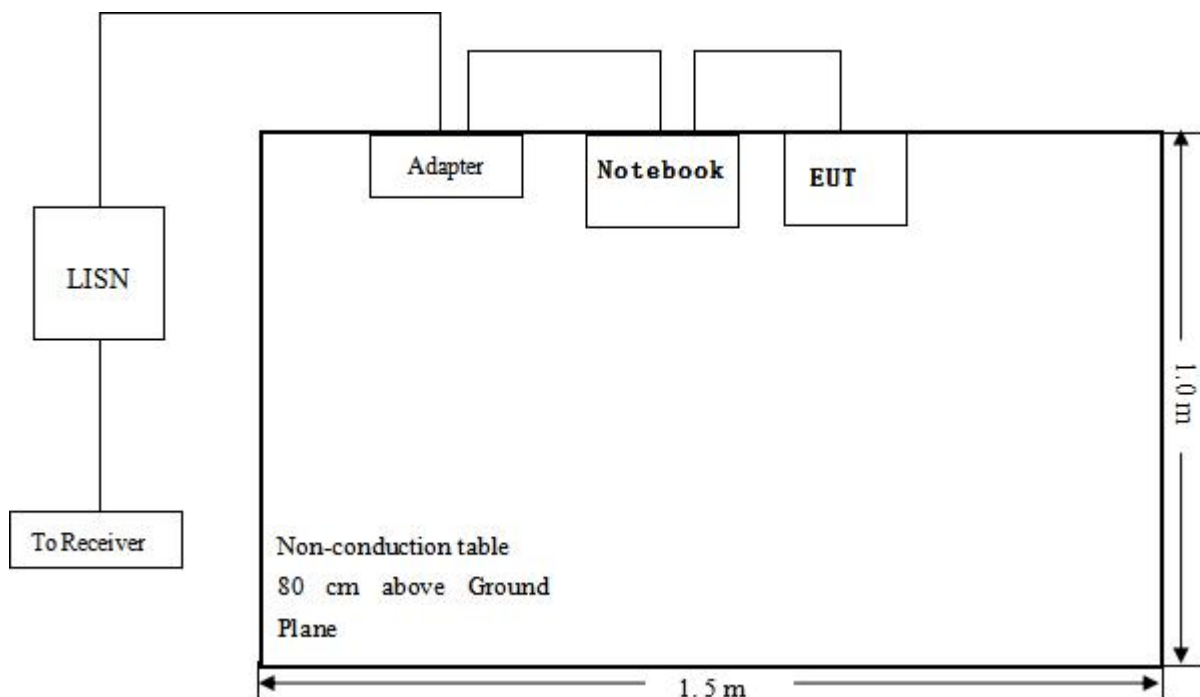 Adapter
Notebook
EUT
LISN
1.0 m
To Receiver
Non-conduction table
80 cm above Ground
Plane
1.5 m